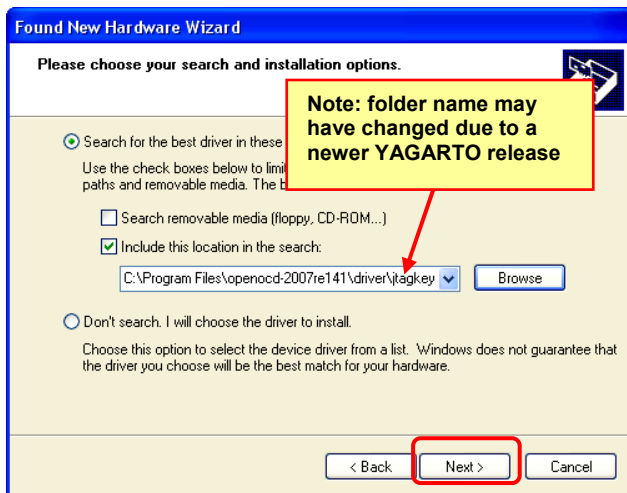 Found New Hardware Wizard
Please choose your search and installation options.
Note: folder name may
have changed due to a
newer YAGARTO release
Search for the best driver in these
Use the check boxes below to limi
paths and removable media. The b
Search removable media (floppy, CD-ROM...)
Include this location in the search:
C:\Program Files\openocd-2007re141\driver\jtagkey
Browse
Don't search. I will choose the driver to install.
Choose this option to select the device driver from a list. Windows does not guarantee that
the driver you choose will be the best match for your hardware.
< Back
Next >
Cancel